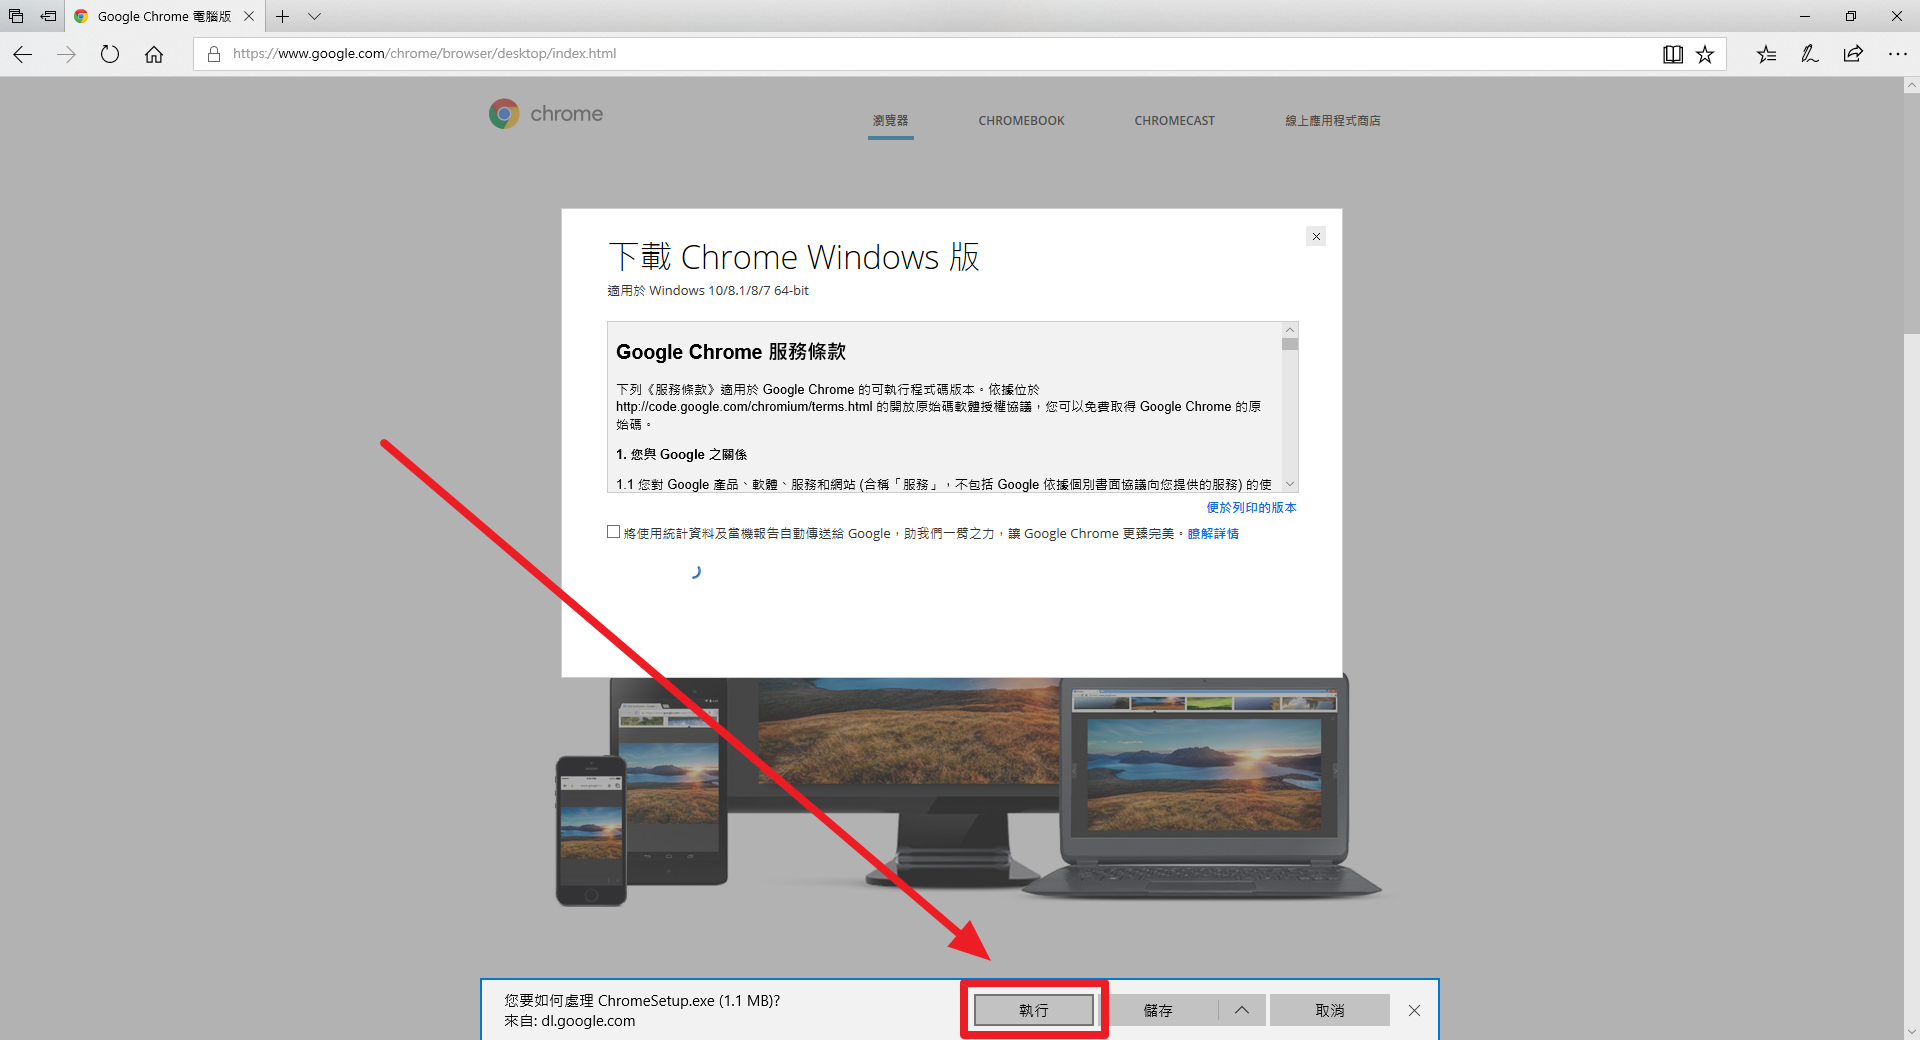 Google Chrome 電腦版
https://www.google.com/chrome/browser/desktop/index.html
chrome
瀏覽器
CHROMEBOOK
CHROMECAST
線上應用程式商店
下載 Chrome Windows 版
適用於 Windows 10/8.1/8/7 64-bit
Google Chrome 服務條款
下列《服務條款》適用於 Google Chrome 的可執行程式碼版本。依據位於
http://code.google.com/chromium/terms.html 的開放原始碼軟體授權協議，您可以免費取得 Google Chrome 的原
始碼。
1. 您與 Google 之關係
1.1 您對 Google 產品、軟體、服務和網站 (合稱「服務」，不包括 Google 依據個別書面協議向您提供的服務) 的使
便於列印的版本
將使用統計資料及當機報告自動傳送給 Google，助我們一臂之力，讓 Google Chrome 更臻完美。瞭解詳情
您要如何處理 ChromeSetup.exe (1.1 MB)?
來自: dl.google.com
執行
儲存
取消